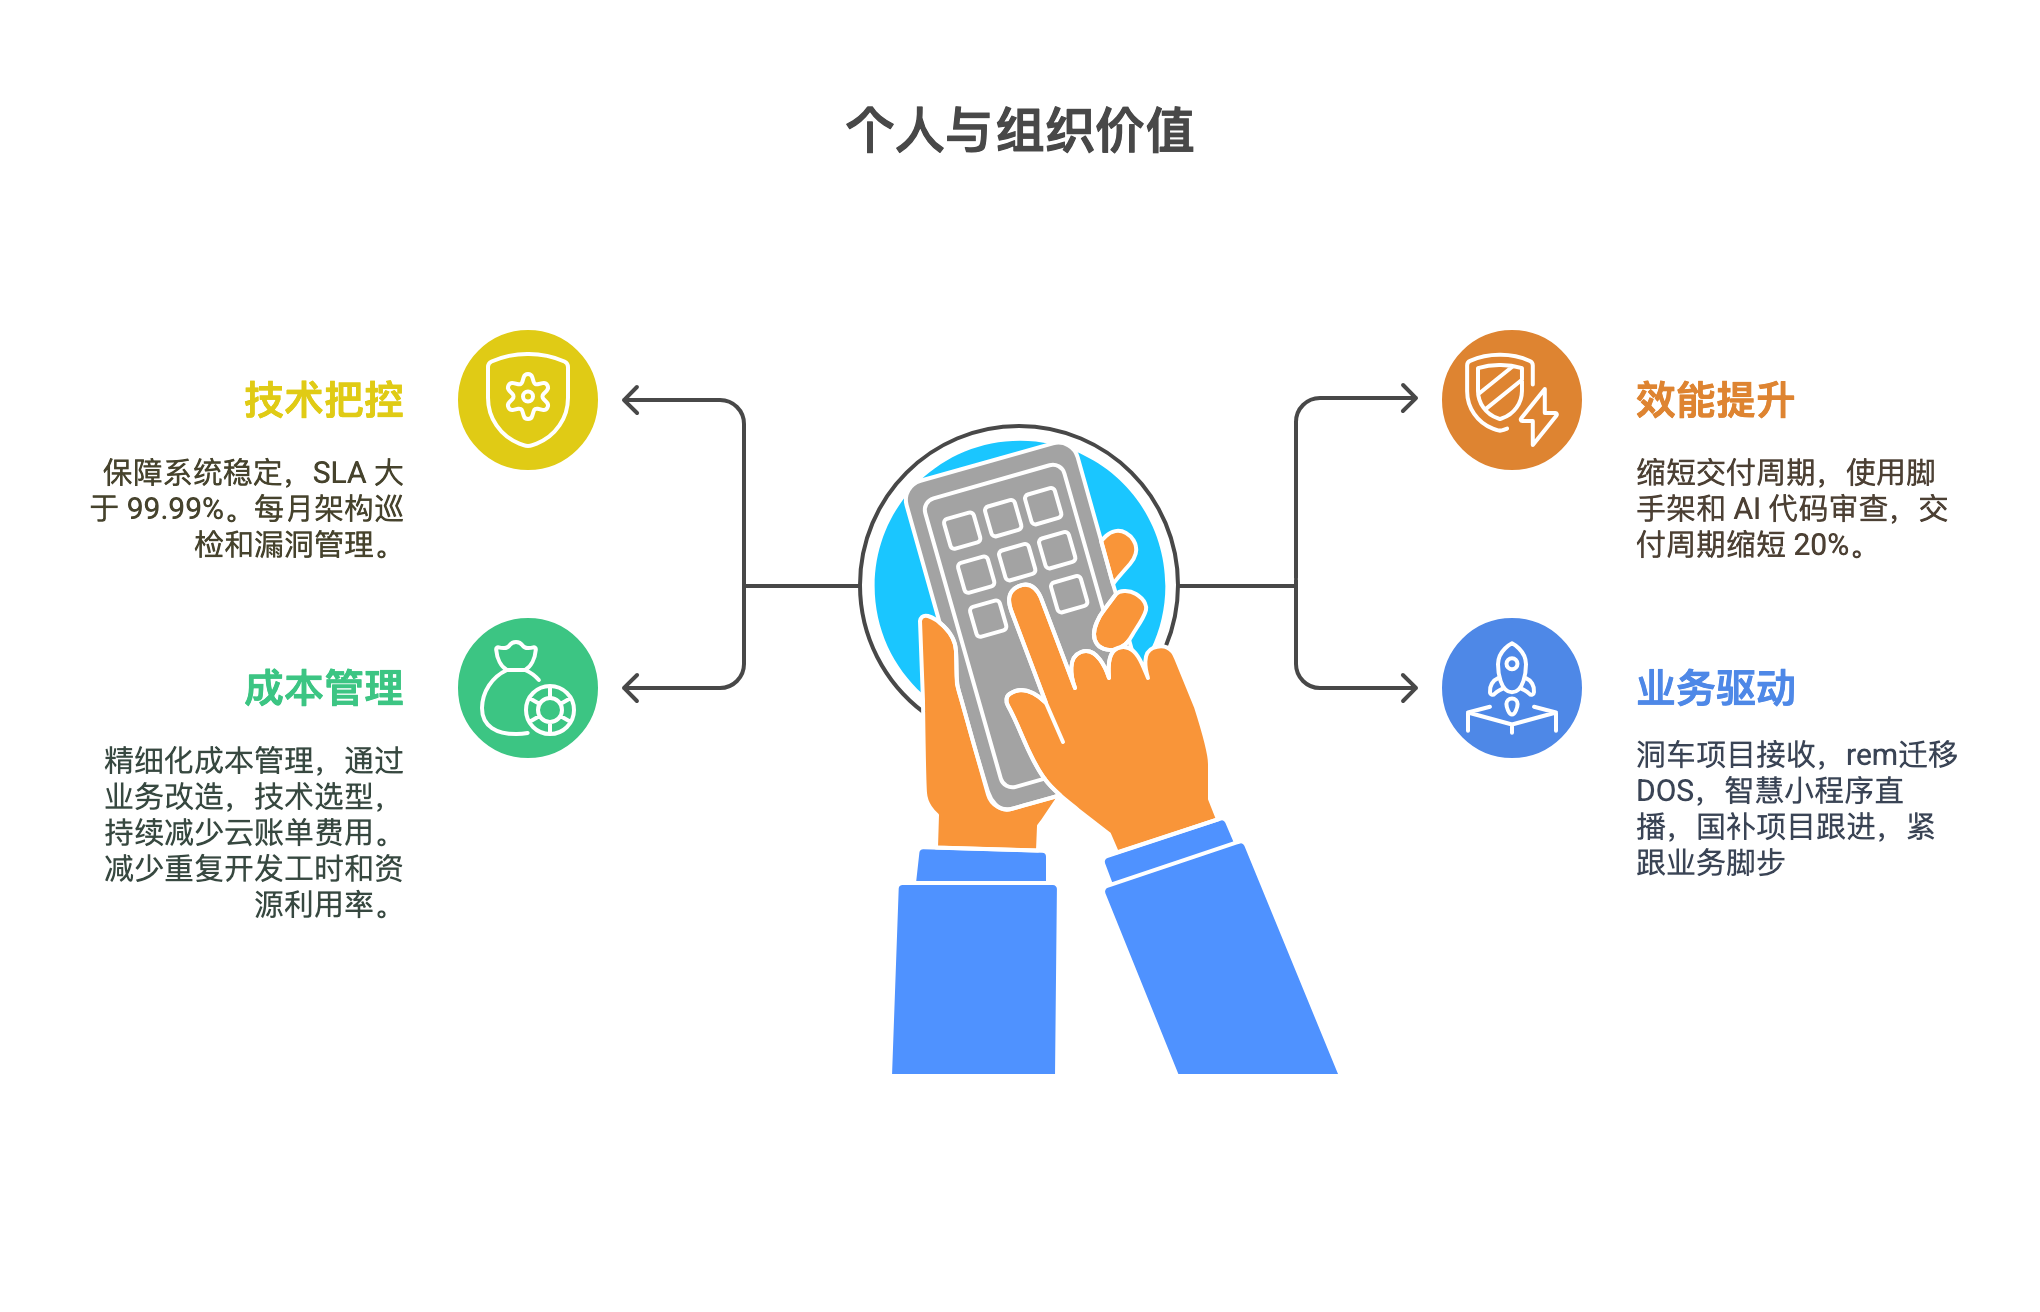 个人与组织价值
技术把控
保障系统稳定，SLA 大
于 99.99%。每月架构巡
检和漏洞管理。
成本管理
精细化成本管理，通过
业务改造，技术选型，
持续减少云账单费用。
减少重复开发工时和资
源利用率。
效能提升
缩短交付周期，使用脚
手架和 AI 代码审查，交
付周期缩短 20%。
业务驱动
洞车项目接收，rem迁移
DOS，智慧小程序直
播，国补项目跟进，紧
跟业务脚步